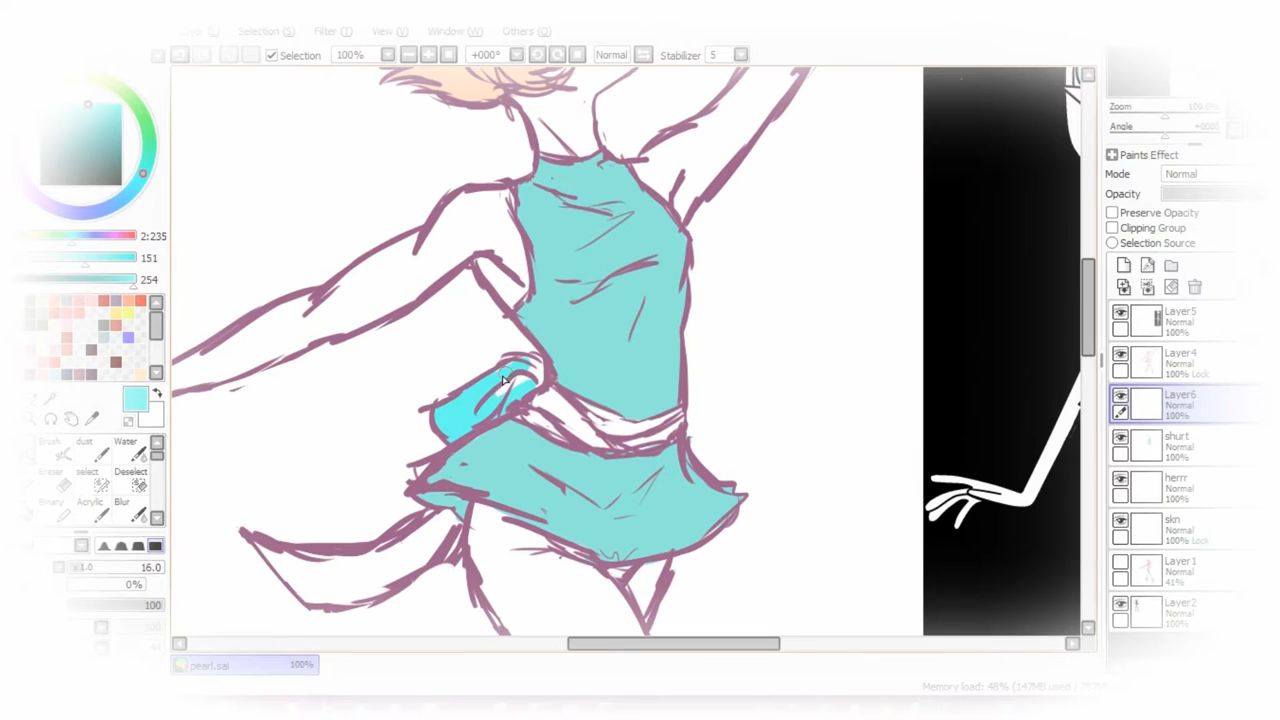 Selection (S) Filter (T) View (V) Window (W) Others (O)
Selection 100% +000° Normal Stabilizer 5
Zoom 100.0%
Angle +000
Paints Effect
Mode Normal
Opacity
Preserve Opacity
Clipping Group
Selection Source
2:235
151
254
Brush dust Water
Eraser select Deselect
Binary Acrylic Blur
x1.0 16.0
0%
100
Layer5
Normal
100%
Layer4
Normal
100% Lock
Layer6
Normal
100%
shurt
Normal
100%
herrr
Normal
100%
skn
Normal
100% Lock
Layer1
Normal
41%
Layer2
Normal
100%
pearl.sai 100%
Memory load: 48% (147MB used /